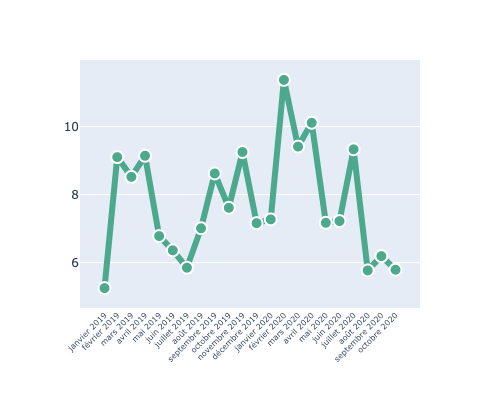 10
8
6
janvier 2019
février 2019
mars 2019
avril 2019
mai 2019
juin 2019
juillet 2019
août 2019
septembre 2019
octobre 2019
novembre 2019
décembre 2019
janvier 2020
février 2020
mars 2020
avril 2020
mai 2020
juin 2020
juillet 2020
août 2020
septembre 2020
octobre 2020